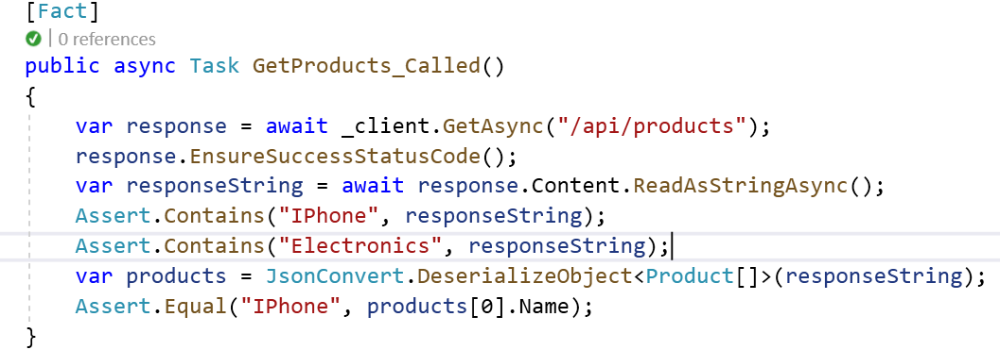 [Fact]
| 0 references
public async Task GetProducts_Called()
{
    var response = await _client.GetAsync("/api/products");
    response.EnsureSuccessStatusCode();
    var responseString = await response.Content.ReadAsStringAsync();
    Assert.Contains("IPhone", responseString);
    Assert.Contains("Electronics", responseString);
    var products = JsonConvert.DeserializeObject<Product[]>(responseString);
    Assert.Equal("IPhone", products[0].Name);
}